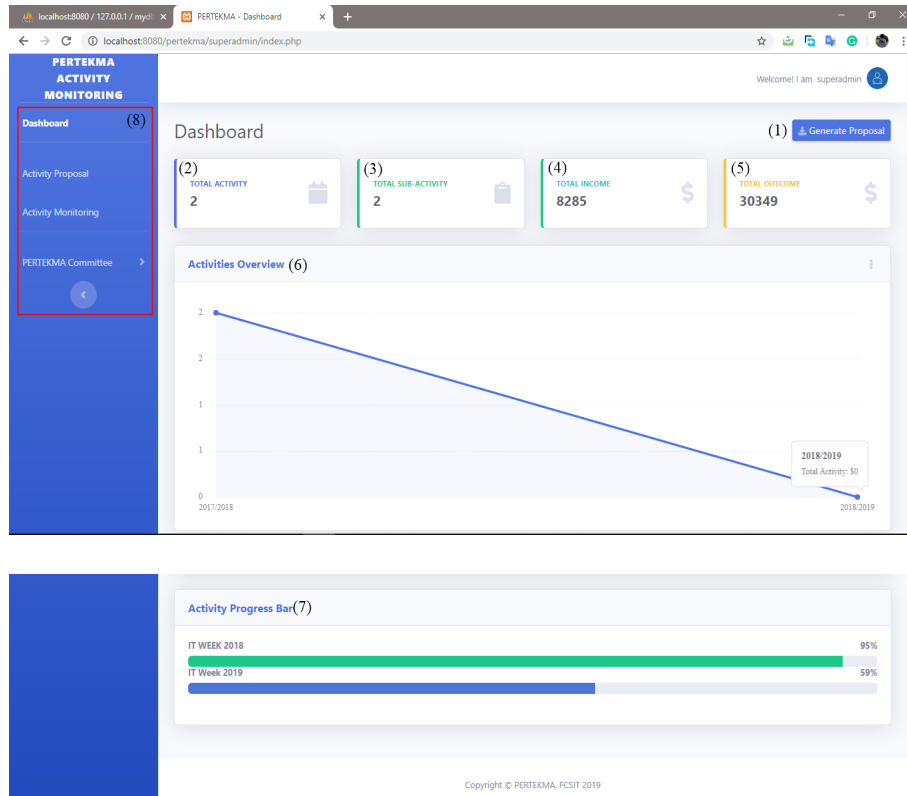 localhost:8080 / 127.0.0.1 / mydb
PERTEKMA - Dashboard
localhost:8080/pertekma/superadmin/index.php
PERTEKMA
ACTIVITY
MONITORING
Welcome! I am superadmin
Dashboard (8)
Activity Proposal
Activity Monitoring
PERTEKMA Committee
Dashboard
(1) Generate Proposal
(2)
TOTAL ACTIVITY
2
(3)
TOTAL SUB-ACTIVITY
2
(4)
TOTAL INCOME
8285
(5)
TOTAL OUTCOME
30349
Activities Overview (6)
2
2
1
1
0
2017/2018
2018/2019
2018/2019
Total Activity: $0
Activity Progress Bar(7)
IT WEEK 2018 95%
IT Week 2019 59%
Copyright © PERTEKMA, FCSIT 2019